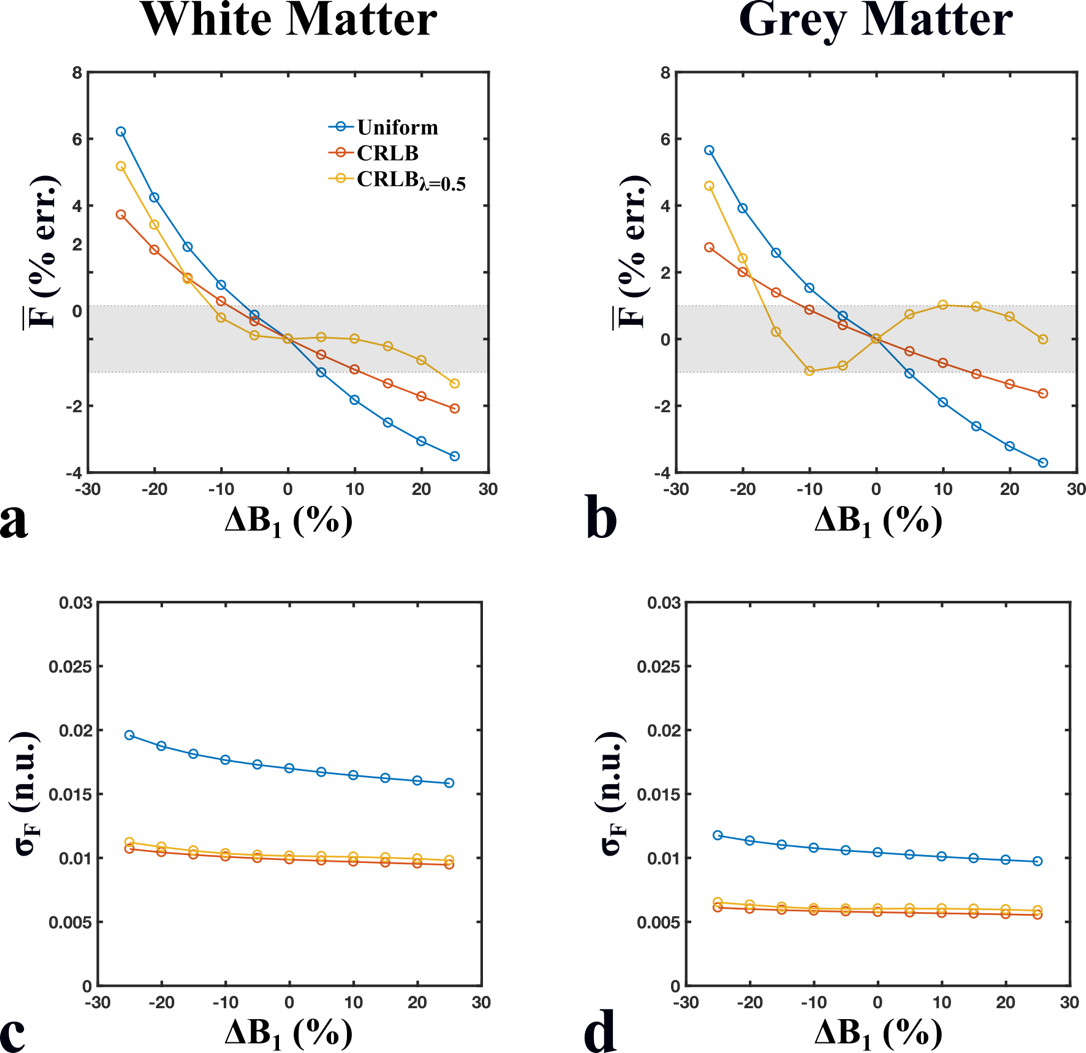 White Matter
Grey Matter
8
6
4
2
0
-2
-4
F̅ (% err.)
Uniform
CRLB
CRLBλ=0.5
-30 -20 -10 0 10 20 30
ΔB1 (%)
a
8
6
4
2
0
-2
-4
F̅ (% err.)
-30 -20 -10 0 10 20 30
ΔB1 (%)
b
0.03
0.025
0.02
0.015
0.01
0.005
0
σF (n.u.)
-30 -20 -10 0 10 20 30
ΔB1 (%)
c
0.03
0.025
0.02
0.015
0.01
0.005
0
σF (n.u.)
-30 -20 -10 0 10 20 30
ΔB1 (%)
d